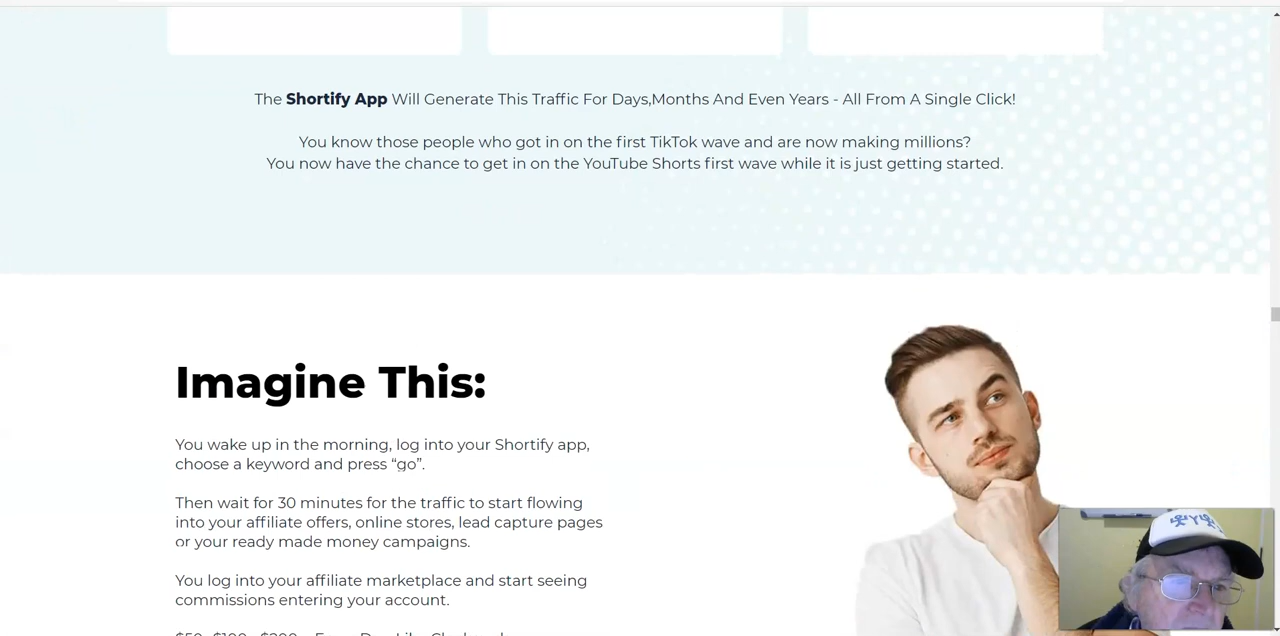 The Shortify App Will Generate This Traffic For Days,Months And Even Years - All From A Single Click!
You know those people who got in on the first TikTok wave and are now making millions?
You now have the chance to get in on the YouTube Shorts first wave while it is just getting started.
Imagine This:
You wake up in the morning, log into your Shortify app,
choose a keyword and press “go”.
Then wait for 30 minutes for the traffic to start flowing
into your affiliate offers, online stores, lead capture pages
or your ready made money campaigns.
You log into your affiliate marketplace and start seeing
commissions entering your account.